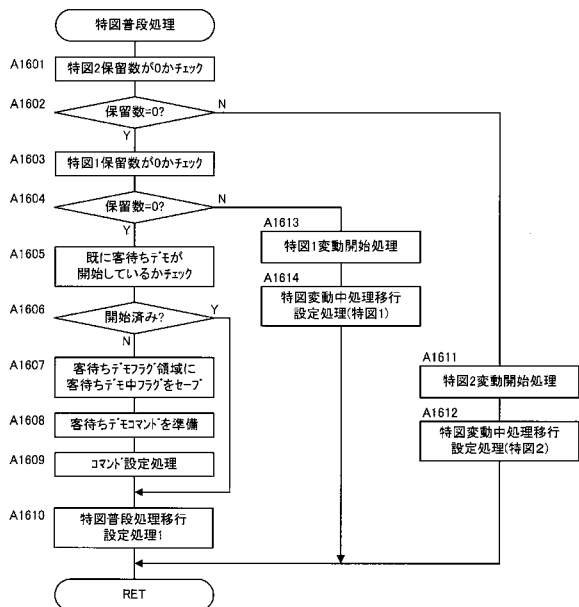 特図普段処理
A1601
特図2保留数が0かチェック
A1602
保留数=0?
N
Y
A1603
特図1保留数が0かチェック
A1604
保留数=0?
N
Y
A1605
既に客待ちデモが
開始しているかチェック
A1606
開始済み?
Y
N
A1607
客待ちデモフラグ領域に
客待ちデモ中フラグをセーブ
A1608
客待ちデモコマンドを準備
A1609
コマンド設定処理
A1610
特図普段処理移行
設定処理1
A1613
特図1変動開始処理
A1614
特図変動中処理移行
設定処理(特図1)
A1611
特図2変動開始処理
A1612
特図変動中処理移行
設定処理(特図2)
RET